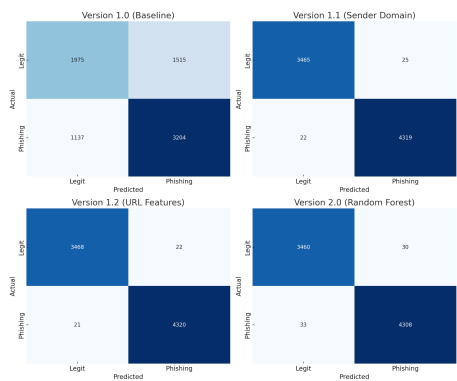 Version 1.0 (Baseline)
Actual
Legit
Phishing
1975
1515
1137
3204
Legit
Phishing
Predicted
Version 1.1 (Sender Domain)
Actual
Legit
Phishing
3465
25
22
4319
Legit
Phishing
Predicted
Version 1.2 (URL Features)
Actual
Legit
Phishing
3468
22
21
4320
Legit
Phishing
Predicted
Version 2.0 (Random Forest)
Actual
Legit
Phishing
3460
30
33
4308
Legit
Phishing
Predicted